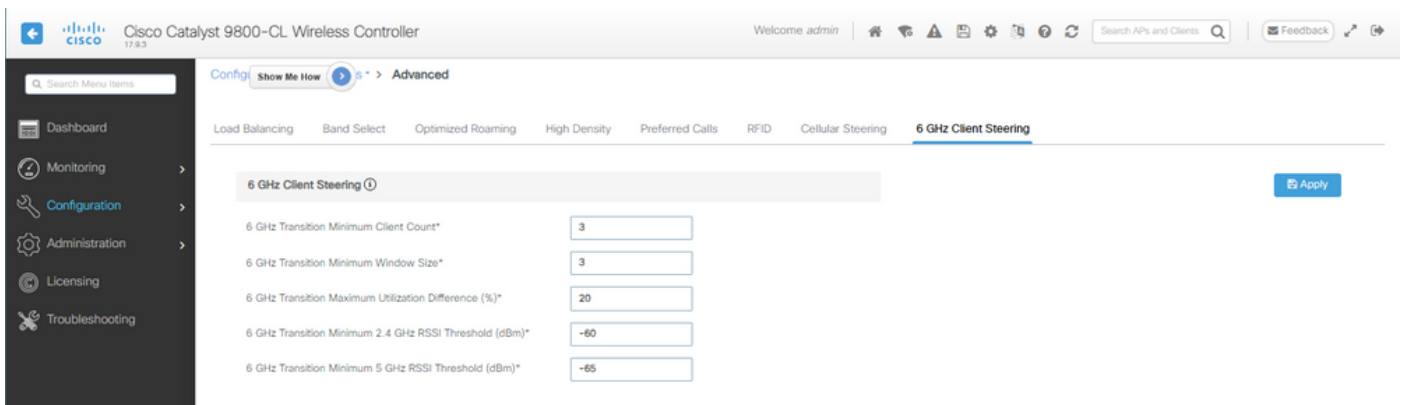 CISCO
Cisco Catalyst 9800-CL Wireless Controller
17.9.3
Welcome admin
Search APs and Clients
Feedback
Search Menu Items
Configu
Show Me How
s > Advanced
Dashboard
Monitoring
Configuration
Administration
Licensing
Troubleshooting
Load Balancing Band Select Optimized Roaming High Density Preferred Calls RFID Cellular Steering 6 GHz Client Steering
6 GHz Client Steering
Apply
6 GHz Transition Minimum Client Count* 3
6 GHz Transition Minimum Window Size* 3
6 GHz Transition Maximum Utilization Difference (%)* 20
6 GHz Transition Minimum 2.4 GHz RSSI Threshold (dBm)* -60
6 GHz Transition Minimum 5 GHz RSSI Threshold (dBm)* -65